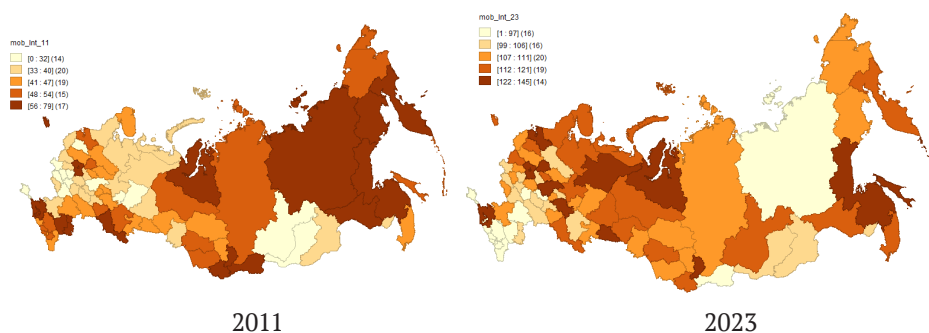 mob_Int_11
[0 : 32] (14)
[33 : 40] (20)
[41 : 47] (19)
[48 : 54] (15)
[56 : 79] (17)
mob_Int_23
[1 : 97] (16)
[99 : 106] (16)
[107 : 111] (20)
[112 : 121] (19)
[122 : 145] (14)
2011
2023